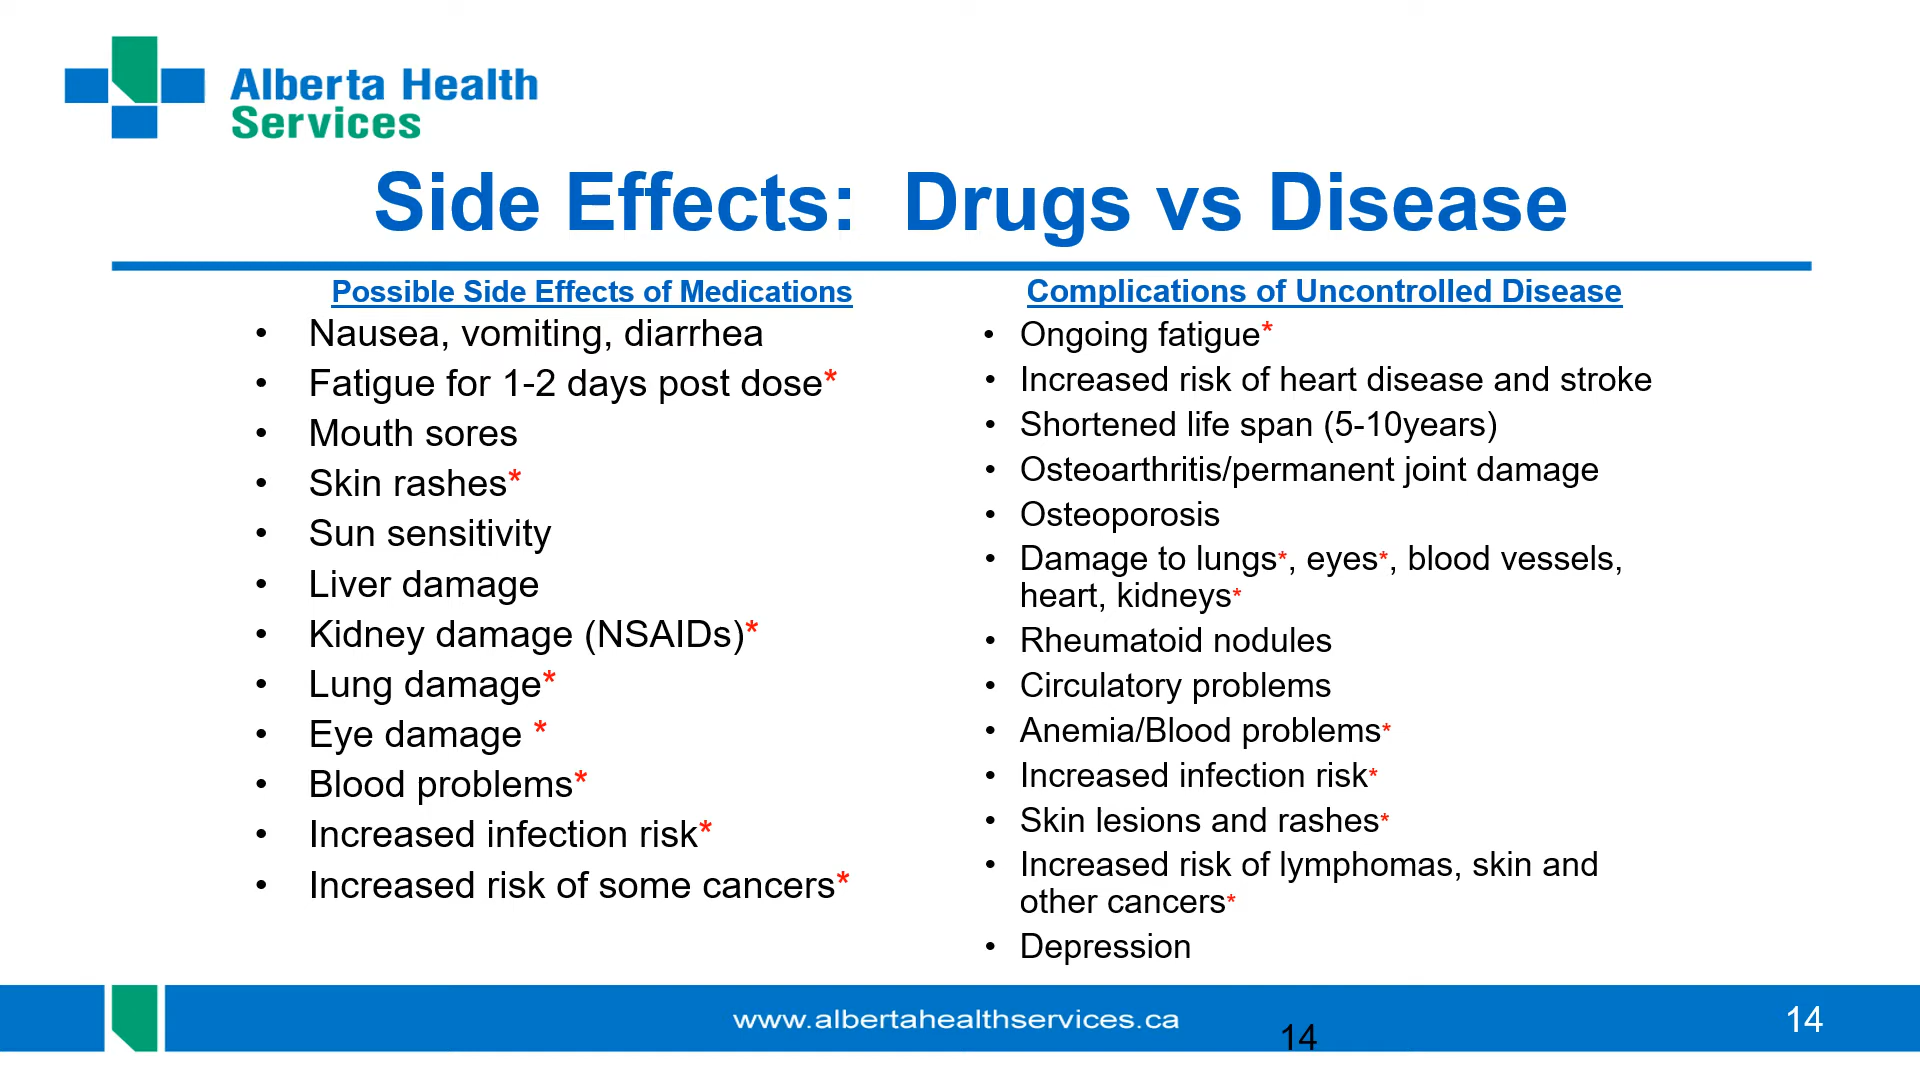 Alberta Health
Services
Side Effects: Drugs vs Disease
Possible Side Effects of Medications
• Nausea, vomiting, diarrhea
• Fatigue for 1-2 days post dose*
• Mouth sores
• Skin rashes*
• Sun sensitivity
• Liver damage
• Kidney damage (NSAIDs)*
• Lung damage*
• Eye damage *
• Blood problems*
• Increased infection risk*
• Increased risk of some cancers*
Complications of Uncontrolled Disease
• Ongoing fatigue*
• Increased risk of heart disease and stroke
• Shortened life span (5-10years)
• Osteoarthritis/permanent joint damage
• Osteoporosis
• Damage to lungs*, eyes*, blood vessels,
heart, kidneys*
• Rheumatoid nodules
• Circulatory problems
• Anemia/Blood problems*
• Increased infection risk*
• Skin lesions and rashes*
• Increased risk of lymphomas, skin and
other cancers*
• Depression
www.albertahealthservices.ca
14
14